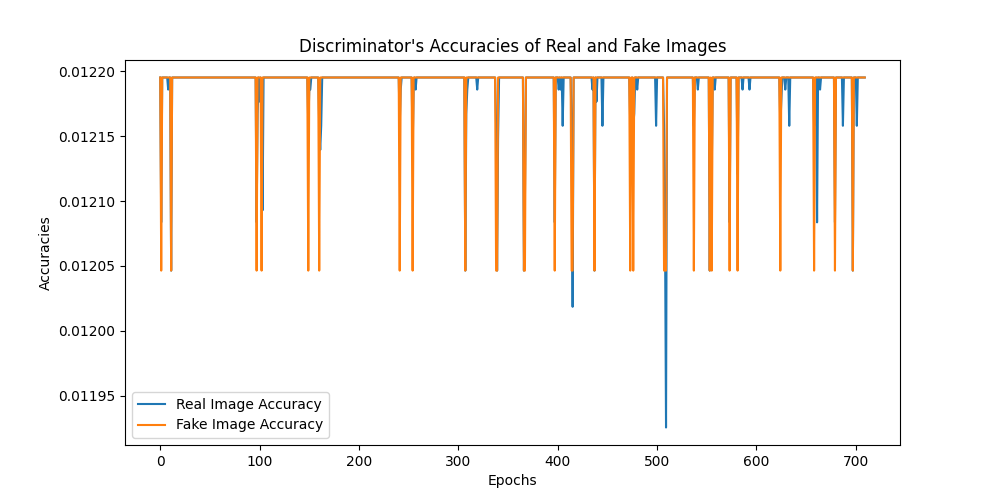 Discriminator's Accuracies of Real and Fake Images
0.01220
0.01215
0.01210
0.01205
0.01200
0.01195
Accuracies
Real Image Accuracy
Fake Image Accuracy
0 100 200 300 400 500 600 700
Epochs